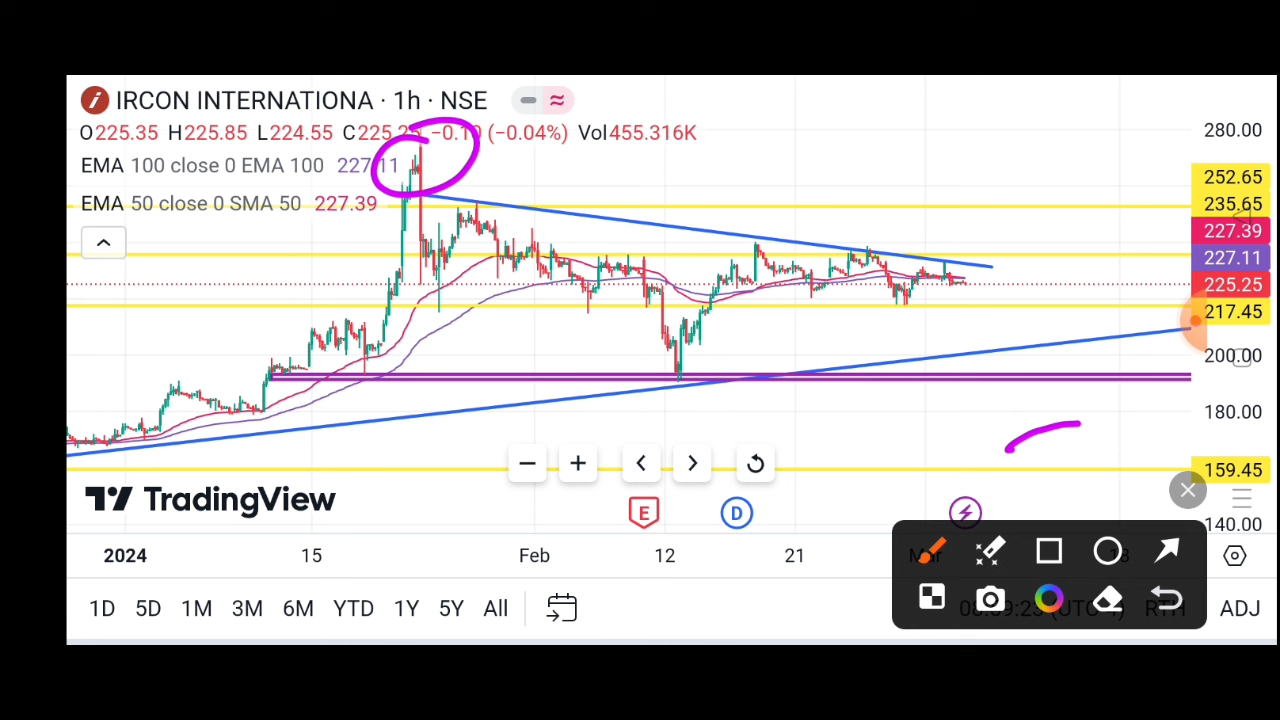 IRCON INTERNATIONA · 1h · NSE
O225.35 H225.85 L224.55 C225.25 −0.10 (−0.04%) Vol455.316K
EMA 100 close 0 EMA 100 227.11
EMA 50 close 0 SMA 50 227.39
280.00
252.65
235.65
227.39
227.11
225.25
217.45
200.00
180.00
159.45
140.00
TradingView
E D
2024 15 Feb 12 21 Mar 18
1D 5D 1M 3M 6M YTD 1Y 5Y All
RTH ADJ